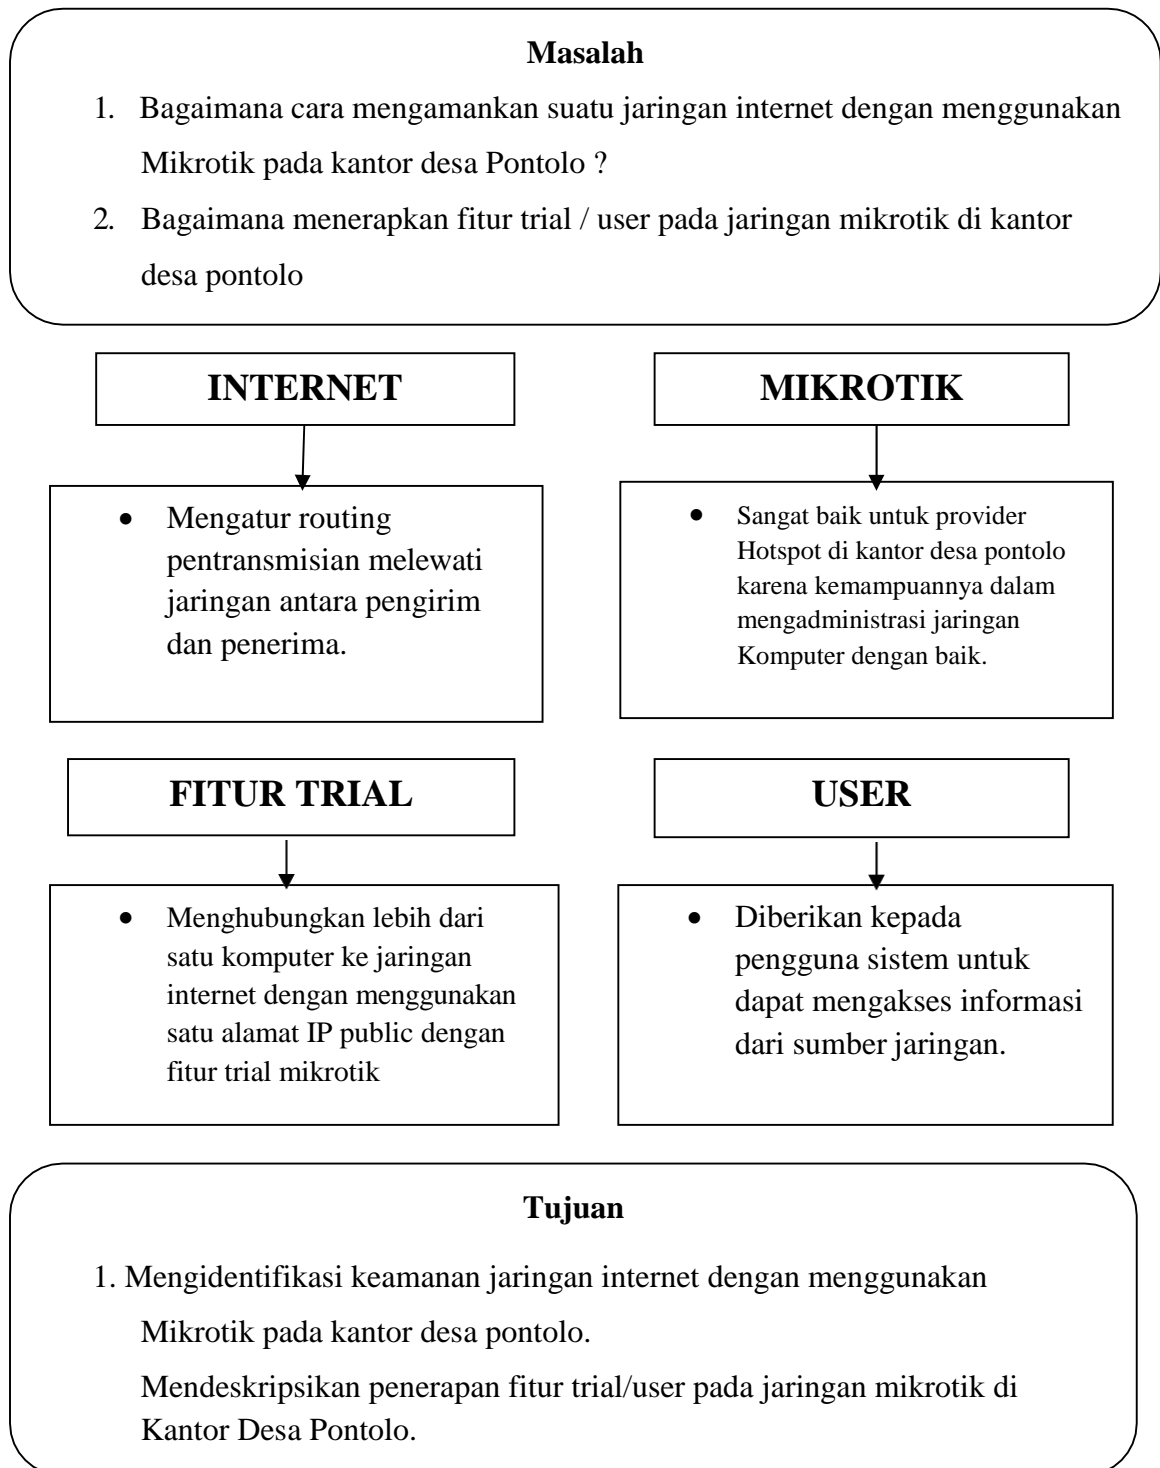 Masalah
1. Bagaimana cara mengamankan suatu jaringan internet dengan menggunakan
Mikrotik pada kantor desa Pontolo ?
2. Bagaimana menerapkan fitur trial / user pada jaringan mikrotik di kantor
desa pontolo
INTERNET
• Mengatur routing
pentransmisian melewati
jaringan antara pengirim
dan penerima.
MIKROTIK
• Sangat baik untuk provider
Hotspot di kantor desa pontolo
karena kemampuannya dalam
mengadministrasi jaringan
Komputer dengan baik.
FITUR TRIAL
• Menghubungkan lebih dari
satu komputer ke jaringan
internet dengan menggunakan
satu alamat IP public dengan
fitur trial mikrotik
USER
• Diberikan kepada
pengguna sistem untuk
dapat mengakses informasi
dari sumber jaringan.
Tujuan
1. Mengidentifikasi keamanan jaringan internet dengan menggunakan
Mikrotik pada kantor desa pontolo.
Mendeskripsikan penerapan fitur trial/user pada jaringan mikrotik di
Kantor Desa Pontolo.